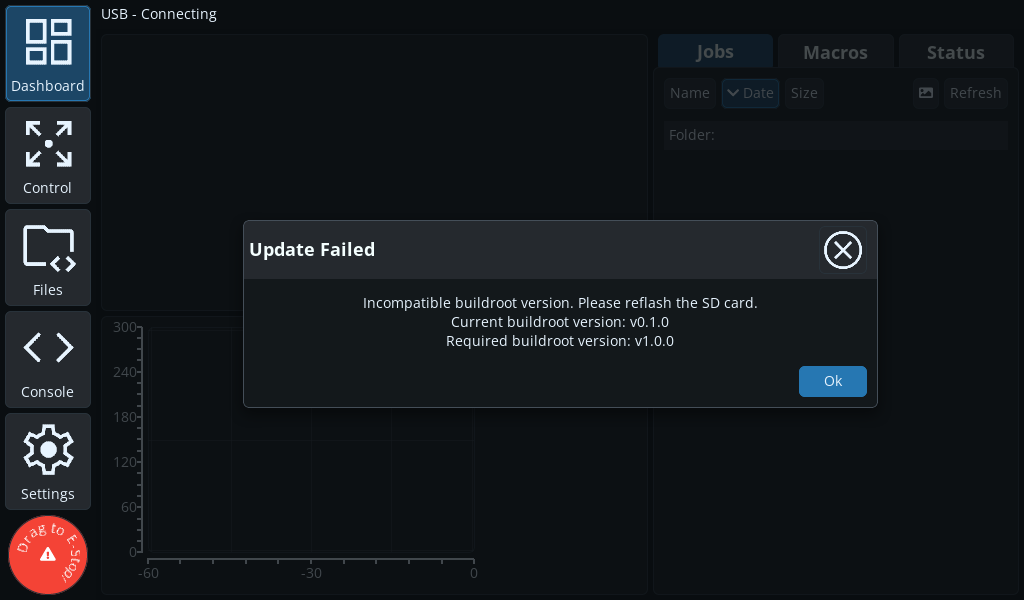 USB - Connecting
Dashboard
Control
Files
Console
Settings
Drag to E-Stop!
Jobs
Macros
Status
Name
Date
Size
Refresh
Folder:
Update Failed
Incompatible buildroot version. Please reflash the SD card.
Current buildroot version: v0.1.0
Required buildroot version: v1.0.0
Ok
300
240
180
120
60
0
-60
-30
0